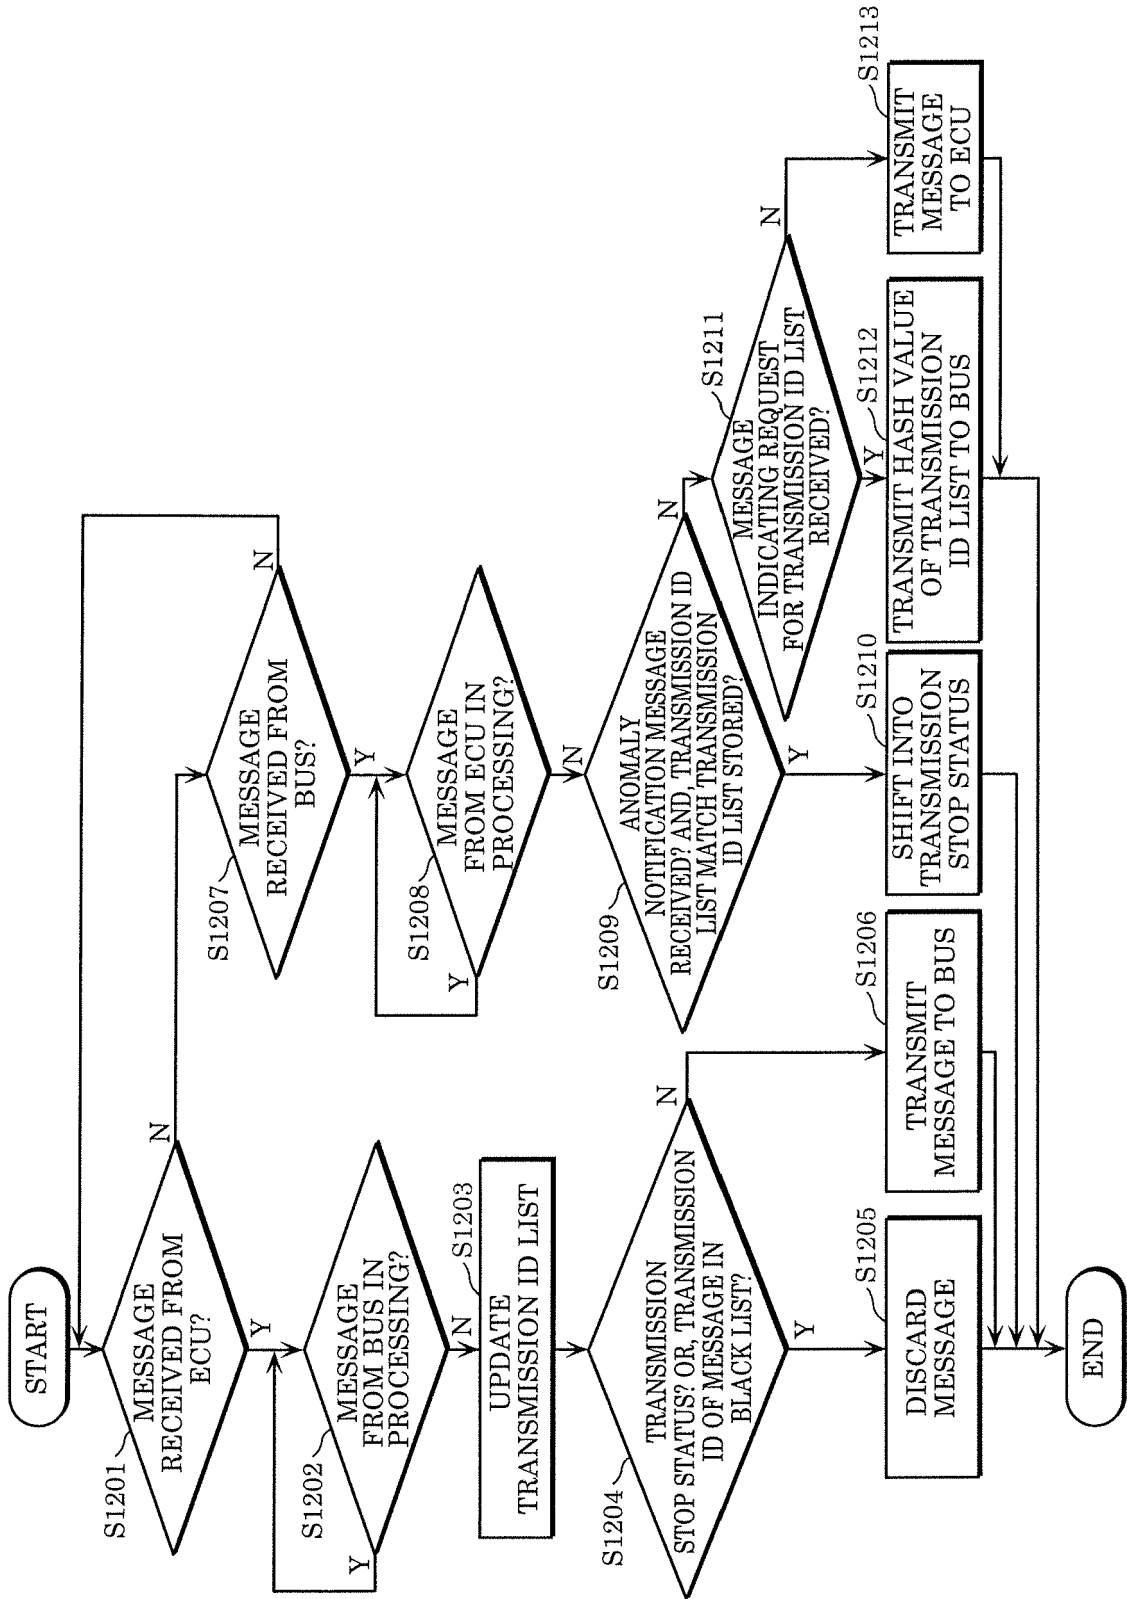 START
S1201
MESSAGE
RECEIVED FROM
ECU?
N
Y
S1202
MESSAGE
FROM BUS IN
PROCESSING?
Y
N
S1203
UPDATE
TRANSMISSION ID LIST
S1204
TRANSMISSION
STOP STATUS? OR, TRANSMISSION
ID OF MESSAGE IN
BLACK LIST?
N
Y
S1205
DISCARD
MESSAGE
S1206
TRANSMIT
MESSAGE TO BUS
S1207
MESSAGE
RECEIVED FROM
BUS?
N
Y
S1208
MESSAGE
FROM ECU IN
PROCESSING?
Y
N
S1209
ANOMALY
NOTIFICATION MESSAGE
RECEIVED? AND, TRANSMISSION ID
LIST MATCH TRANSMISSION
ID LIST STORED?
N
Y
S1210
SHIFT INTO
TRANSMISSION
STOP STATUS
S1211
MESSAGE
INDICATING REQUEST
FOR TRANSMISSION ID LIST
RECEIVED?
N
Y
S1212
TRANSMIT HASH VALUE
OF TRANSMISSION
ID LIST TO BUS
S1213
TRANSMIT
MESSAGE
TO ECU
END